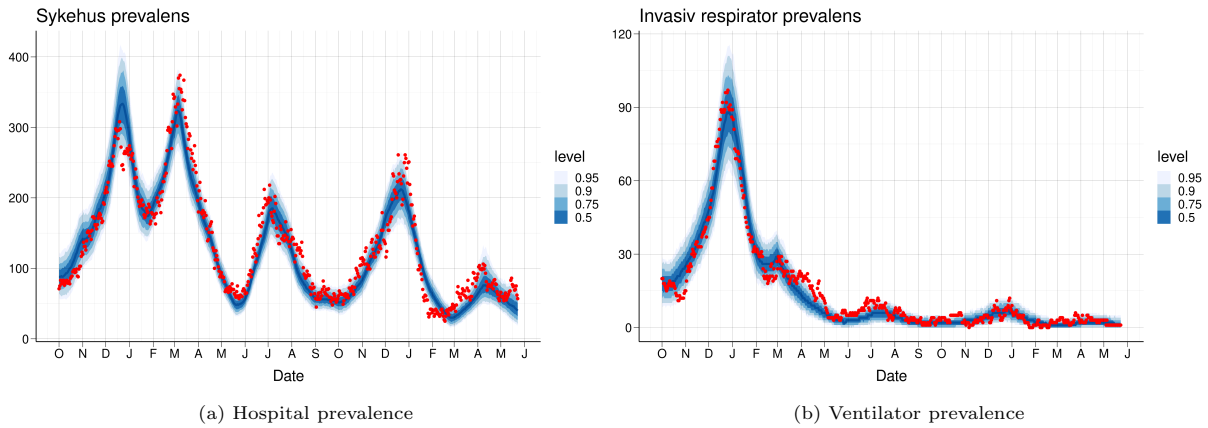 Sykehus prevalens
400
300
200
100
0
O N D J F M A M J J A S O N D J F M A M J
Date
level
0.95
0.9
0.75
0.5
(a) Hospital prevalence
Invasiv respirator prevalens
120
90
60
30
0
O N D J F M A M J J A S O N D J F M A M J
Date
level
0.95
0.9
0.75
0.5
(b) Ventilator prevalence